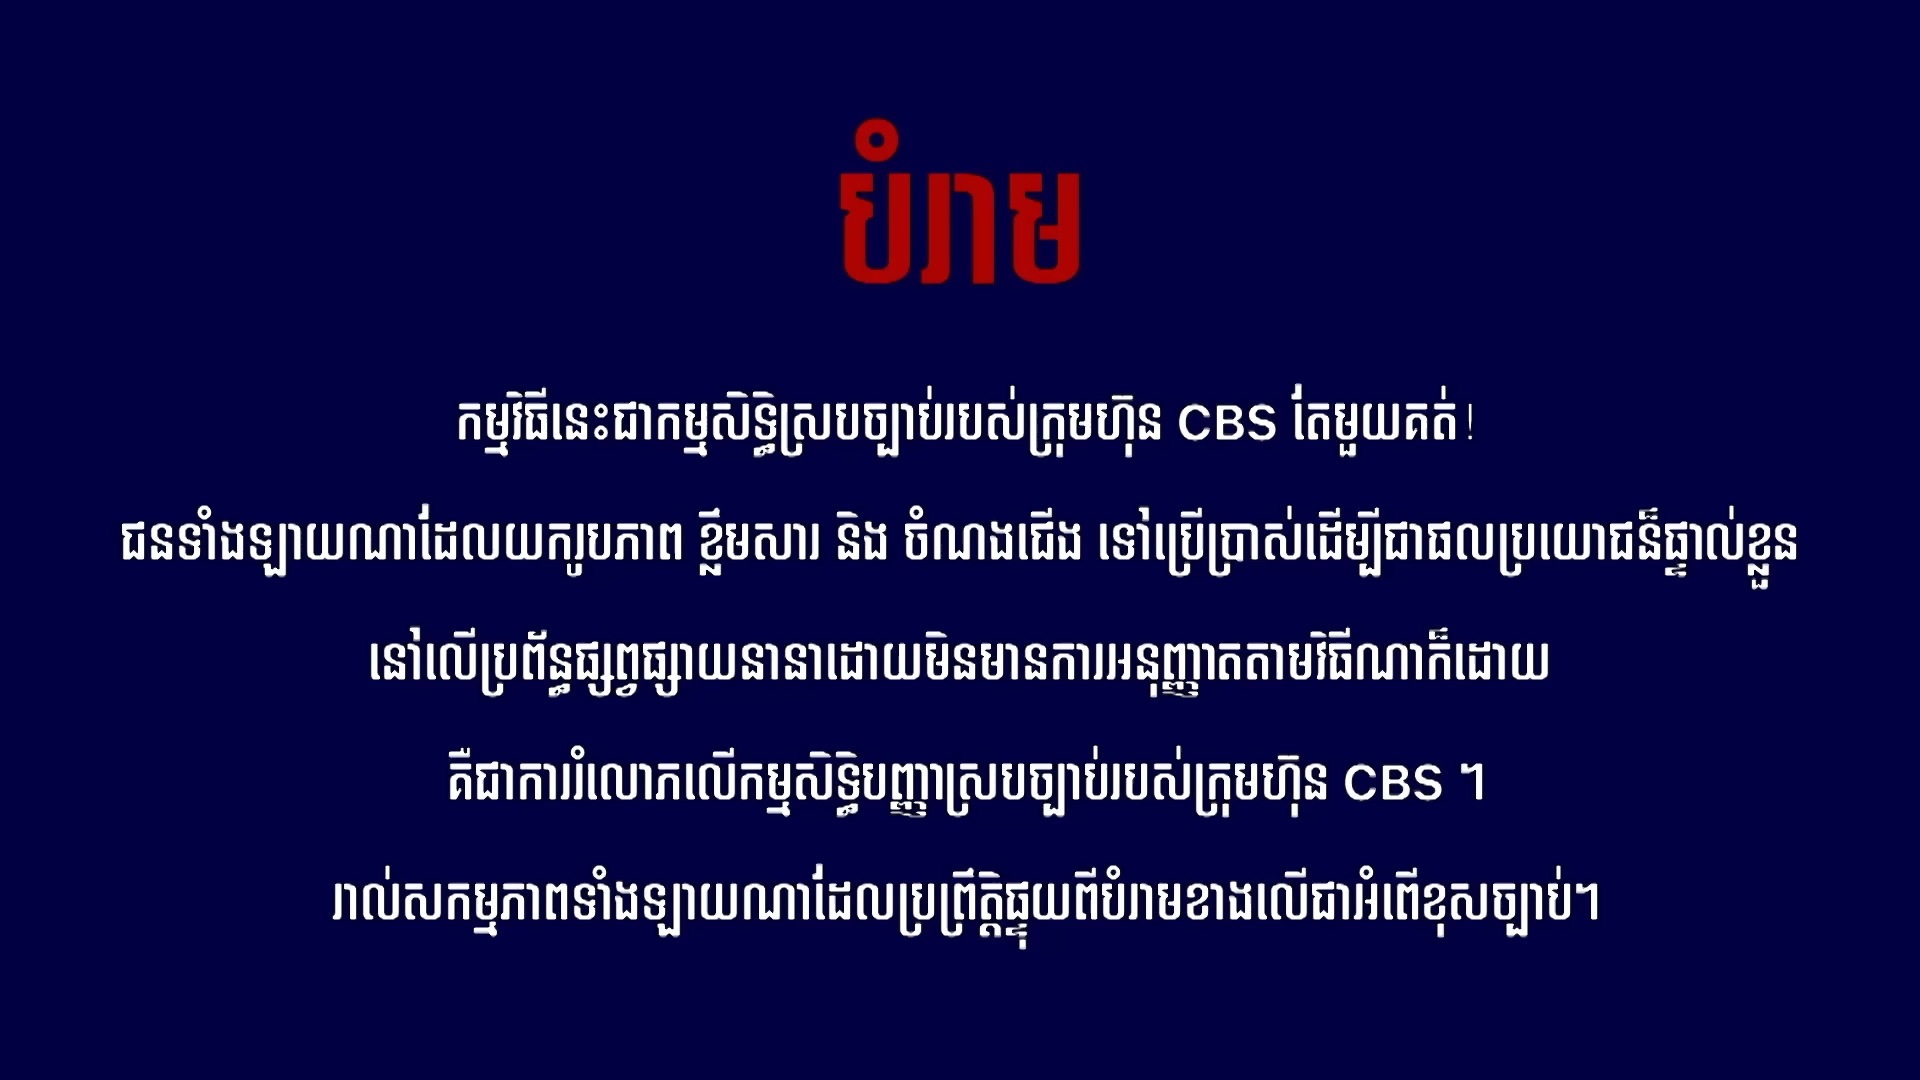 បំរាម
កម្មវិធីនេះជាកម្មសិទ្ធិស្របច្បាប់របស់ក្រុមហ៊ុន CBS តែមួយគត់!
ជនទាំងឡាយណាដែលយករូបភាព ខ្លឹមសារ និង ចំណងជើង ទៅប្រើប្រាស់ដើម្បីជាផលប្រយោជន៏ផ្ទាល់ខ្លួន
នៅលើប្រព័ន្ធផ្សព្វផ្សាយនានាដោយមិនមានការអនុញ្ញាតតាមវិធីណាក៏ដោយ
គឺជាការរំលោភលើកម្មសិទ្ធិបញ្ញាស្របច្បាប់របស់ក្រុមហ៊ុន CBS ។
រាល់សកម្មភាពទាំងឡាយណាដែលប្រព្រឹត្តិផ្ទុយពីបំរាមខាងលើជាអំពើខុសច្បាប់។